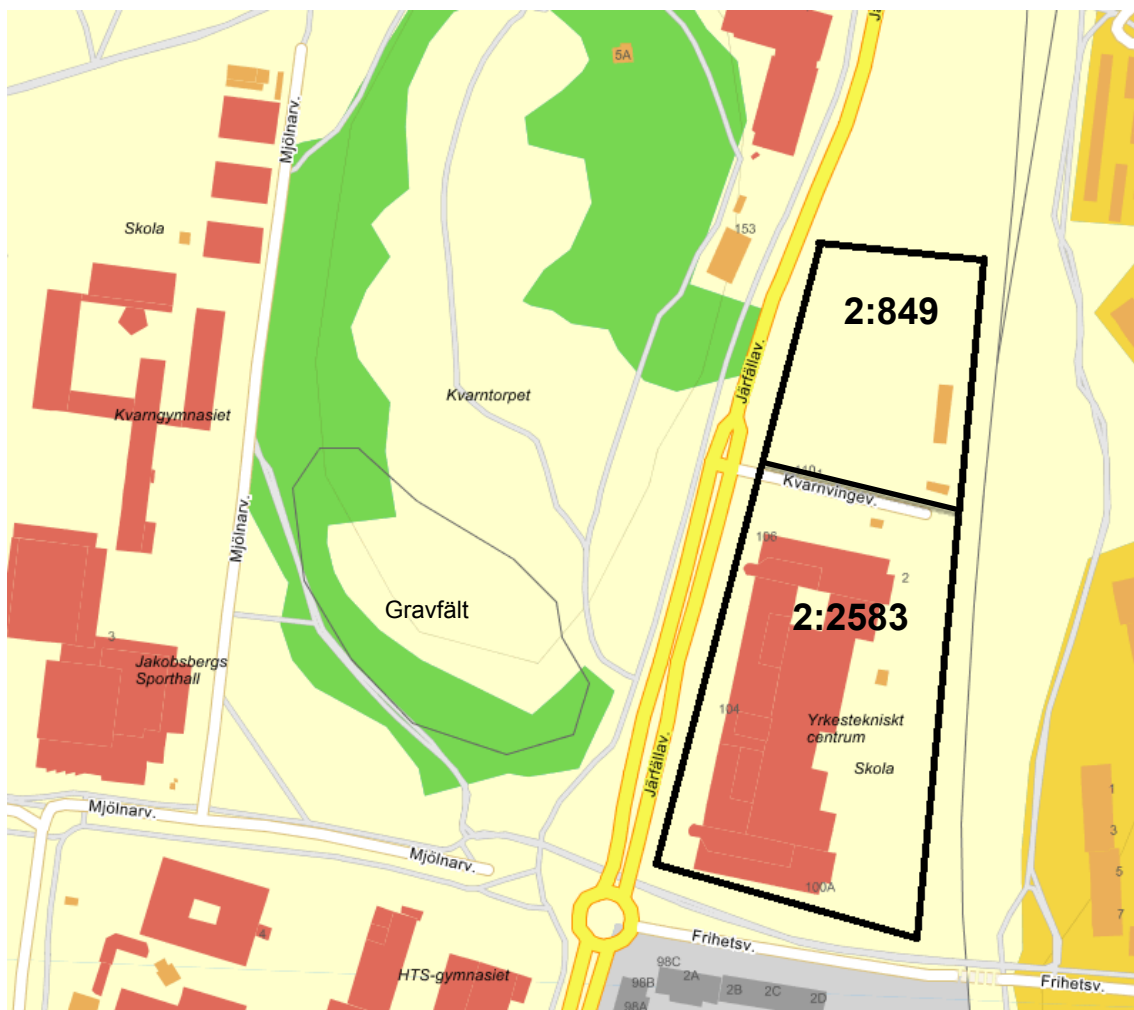 Jä
5A
Mjölnarv.
Skola
153
2:849
Järfällav.
Kvarntorpet
Kvarngymnasiet
Kvarnvingev.
Mjölnarv.
106
2
Gravfält
2:2583
3
Jakobsbergs
Sporthall
104
Yrkestekniskt
centrum
Skola
Järfällav.
1
3
5
7
Mjölnarv.
Mjölnarv.
100A
4
Frihetsv.
HTS-gymnasiet
98C
98B
2A
2B
2C
2D
98A
Frihetsv.